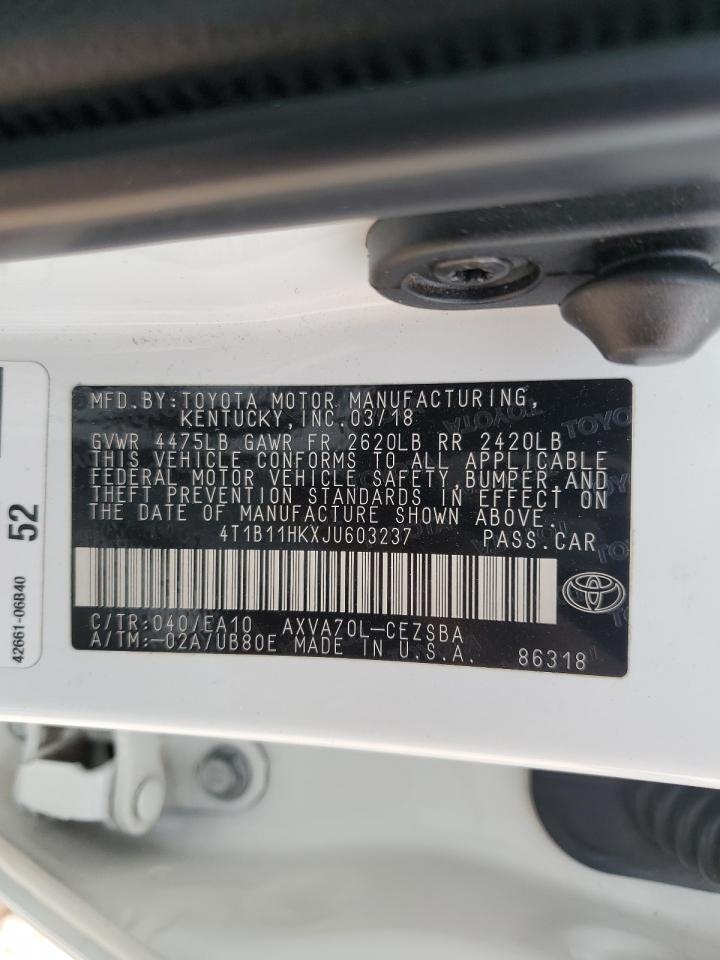 MFD.BY:TOYOTA MOTOR MANUFACTURING,
KENTUCKY, INC.03/18
GVWR 4475LB GAWR FR 2620LB RR 2420LB
THIS VEHICLE CONFORMS TO ALL APPLICABLE
FEDERAL MOTOR VEHICLE SAFETY,BUMPER,AND
THEFT PREVENTION STANDARDS IN EFFECT ON
THE DATE OF MANUFACTURE SHOWN ABOVE.
4T1B11HKXJU603237 PASS.CAR
C/TR:040/EA10 AXVA70L-CEZSBA
A/TM:-02A/UB80E MADE IN U.S.A. 86318
52
42661-06B40